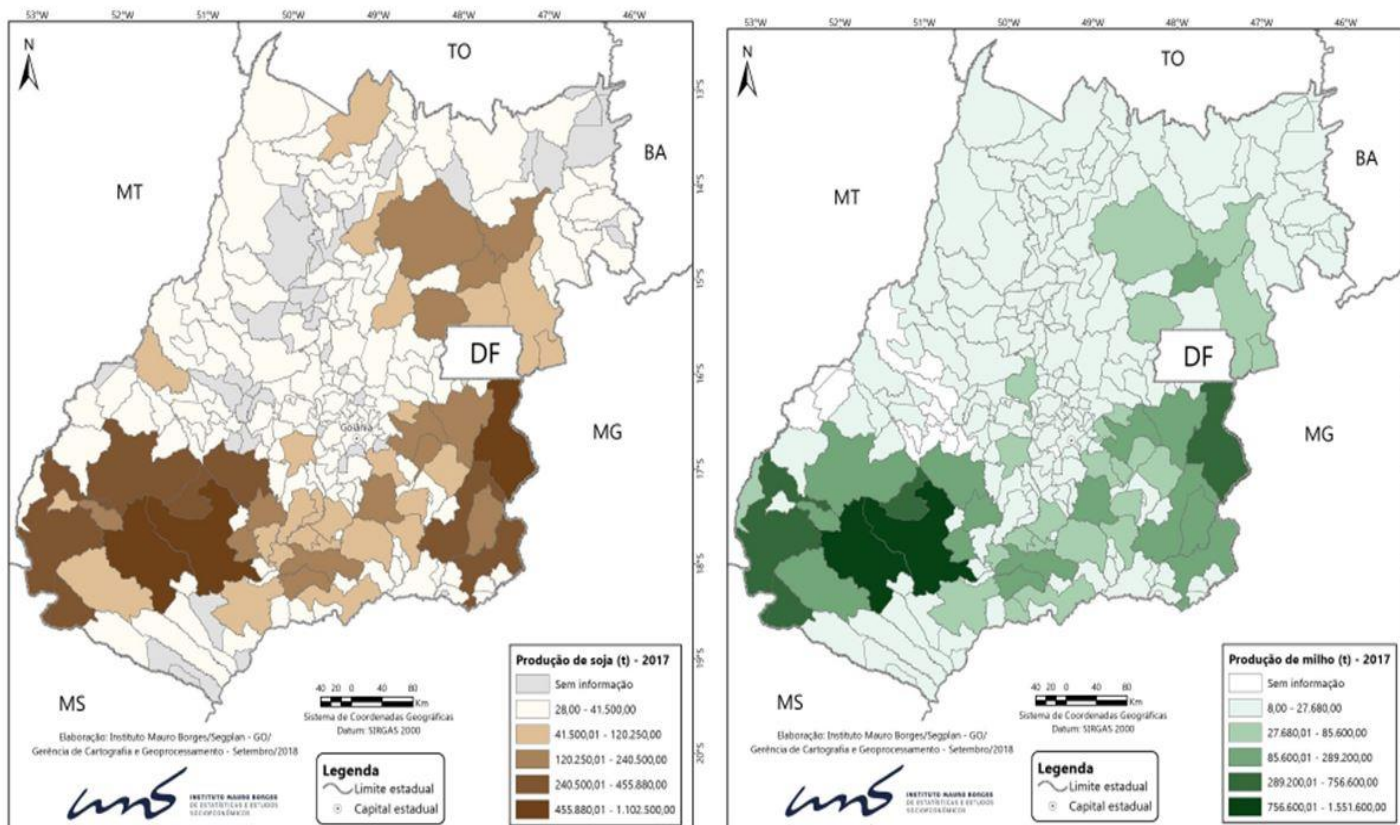 53°W 52°W 51°W 50°W 49°W 48°W 47°W 46°W
N
TO
BA
MT
DF
MG
Goiânia
MS
13°S
14°S
15°S
16°S
17°S
18°S
19°S
20°S
40 20 0 40 80
Km
Sistema de Coordenadas Geográficas
Datum: SIRGAS 2000
Elaboração: Instituto Mauro Borges/Segplan - GO/
Gerência de Cartografia e Geoprocessamento - Setembro/2018
INSTITUTO MAURO BORGES
DE ESTATÍSTICAS E ESTUDOS
SOCIOECONÔMICOS
Legenda
Limite estadual
Capital estadual
Produção de soja (t) - 2017
Sem informação
28,00 - 41.500,00
41.500,01 - 120.250,00
120.250,01 - 240.500,00
240.500,01 - 455.880,00
455.880,01 - 1.102.500,00
53°W 52°W 51°W 50°W 49°W 48°W 47°W 46°W
N
TO
BA
MT
DF
MG
Goiânia
MS
40 20 0 40 80
Km
Sistema de Coordenadas Geográficas
Datum: SIRGAS 2000
Elaboração: Instituto Mauro Borges/Segplan - GO/
Gerência de Cartografia e Geoprocessamento - Setembro/2018
INSTITUTO MAURO BORGES
DE ESTATÍSTICAS E ESTUDOS
SOCIOECONÔMICOS
Legenda
Limite estadual
Capital estadual
Produção de milho (t) - 2017
Sem informação
8,00 - 27.680,00
27.680,01 - 85.600,00
85.600,01 - 289.200,00
289.200,01 - 756.600,00
756.600,01 - 1.551.600,00